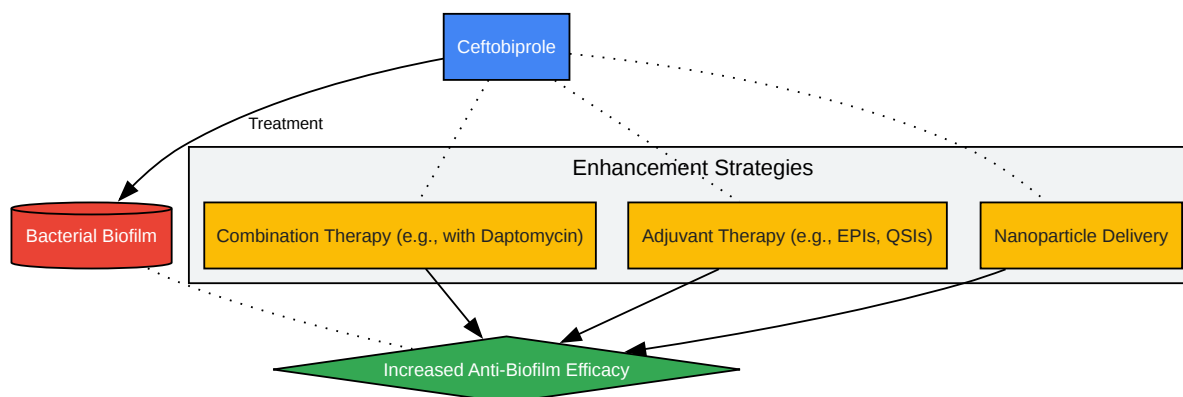 Ceftobiprole
Treatment
Enhancement Strategies
Bacterial Biofilm
Combination Therapy (e.g., with Daptomycin)
Adjuvant Therapy (e.g., EPIs, QSIs)
Nanoparticle Delivery
Increased Anti-Biofilm Efficacy